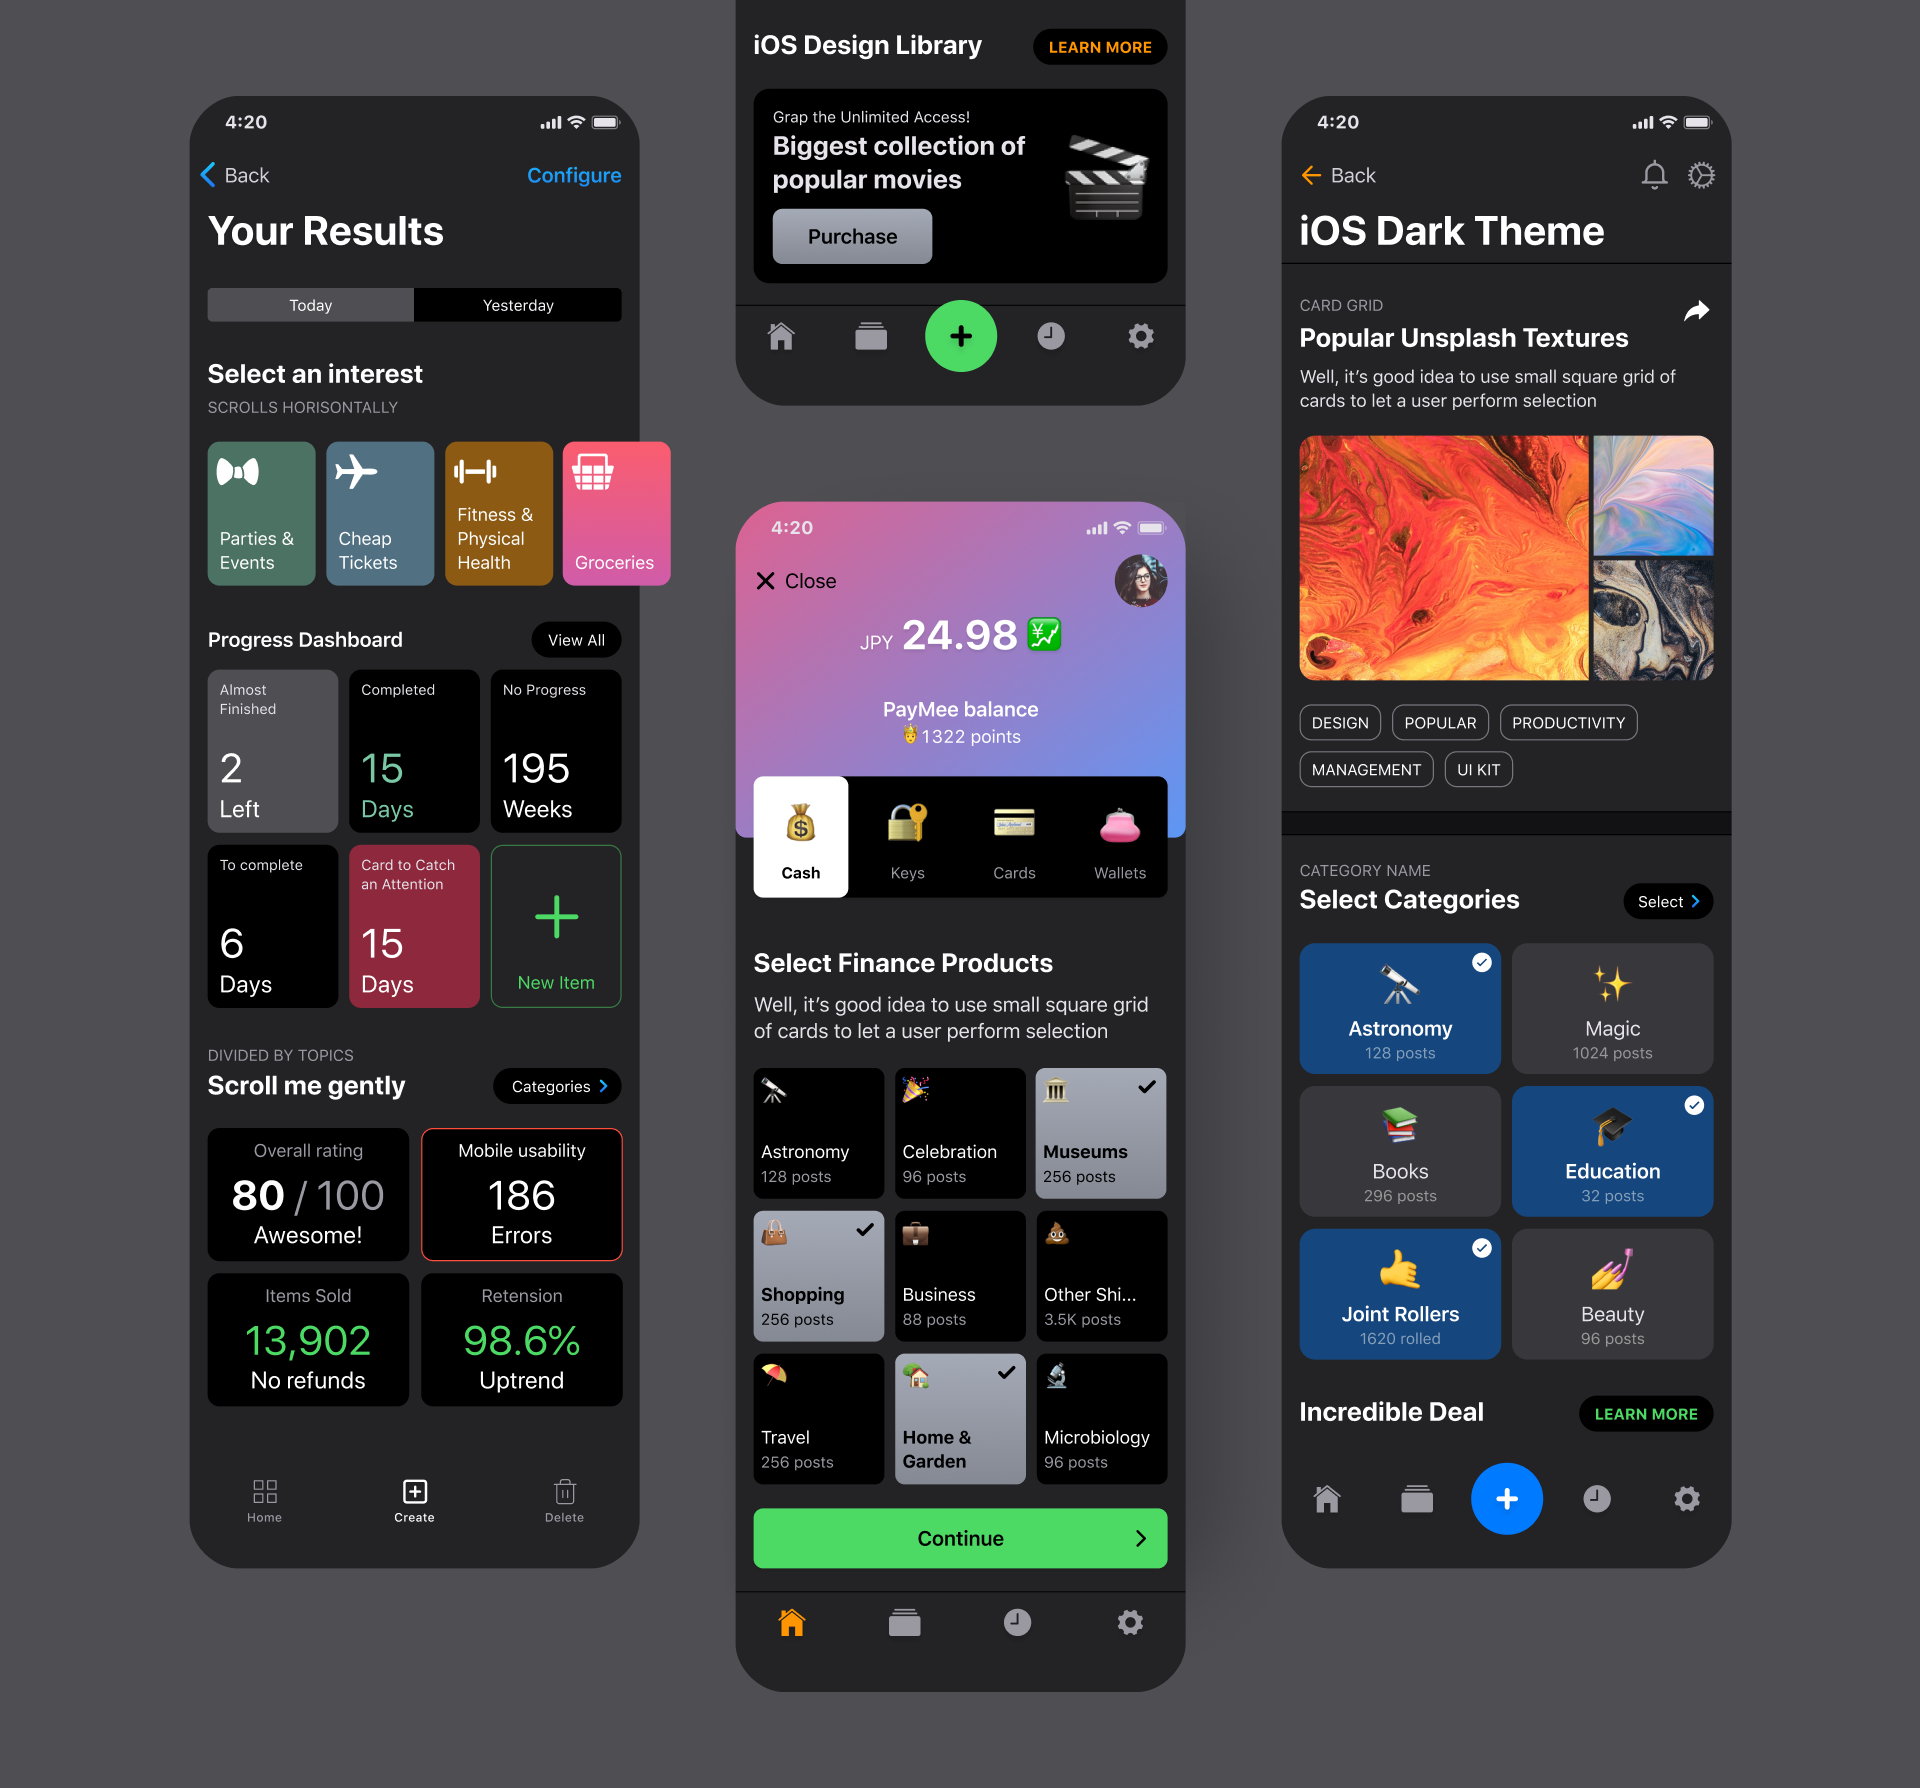 4:20
Back
Configure
Your Results
Today
Yesterday
Select an interest
SCROLLS HORISONTALLY
Parties &
Events
Cheap
Tickets
Fitness &
Physical
Health
Groceries
Progress Dashboard
View All
Almost
Finished
2
Left
Completed
15
Days
No Progress
195
Weeks
To complete
6
Days
Card to Catch
an Attention
15
Days
New Item
DIVIDED BY TOPICS
Scroll me gently
Categories
Overall rating
80 / 100
Awesome!
Mobile usability
186
Errors
Items Sold
13,902
No refunds
Retension
98.6%
Uptrend
Home
Create
Delete
iOS Design Library
LEARN MORE
Grap the Unlimited Access!
Biggest collection of
popular movies
Purchase
4:20
Close
JPY 24.98
PayMee balance
1322 points
Cash
Keys
Cards
Wallets
Select Finance Products
Well, it’s good idea to use small square grid
of cards to let a user perform selection
Astronomy
128 posts
Celebration
96 posts
Museums
256 posts
Shopping
256 posts
Business
88 posts
Other Shi...
3.5K posts
Travel
256 posts
Home &
Garden
Microbiology
96 posts
Continue
4:20
Back
iOS Dark Theme
CARD GRID
Popular Unsplash Textures
Well, it’s good idea to use small square grid of
cards to let a user perform selection
DESIGN
POPULAR
PRODUCTIVITY
MANAGEMENT
UI KIT
CATEGORY NAME
Select Categories
Select
Astronomy
128 posts
Magic
1024 posts
Books
296 posts
Education
32 posts
Joint Rollers
1620 rolled
Beauty
96 posts
Incredible Deal
LEARN MORE